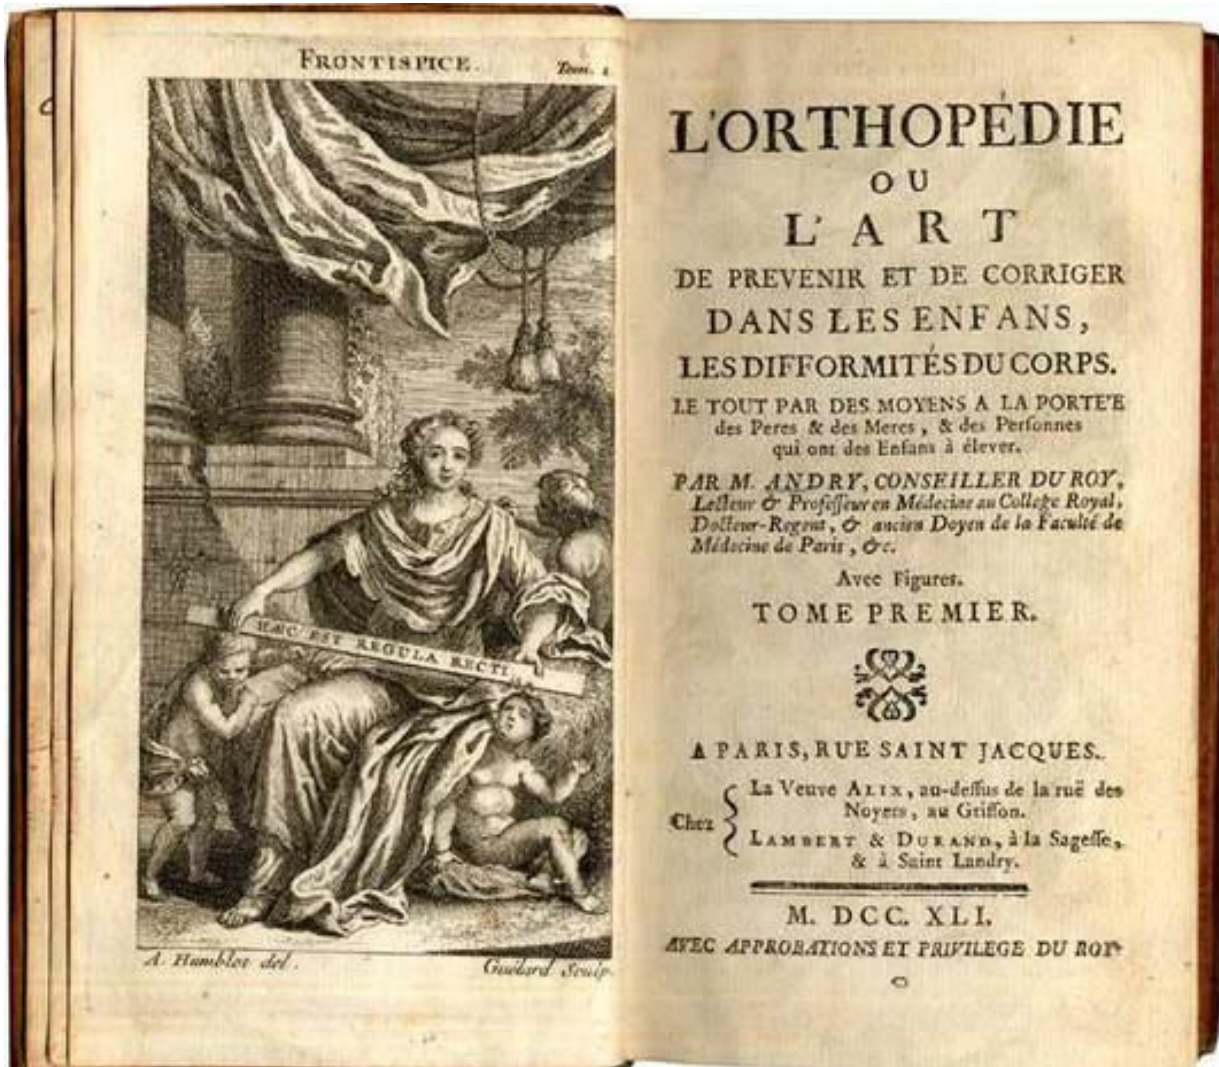 FRONTISPICE.
Tom. 1
HÆC EST REGULA RECTI.
A. Humblot del.
Guélard Sculp.
L'ORTHOPÉDIE
OU
L'ART
DE PREVENIR ET DE CORRIGER
DANS LES ENFANS,
LES DIFFORMITÉS DU CORPS.
LE TOUT PAR DES MOYENS A LA PORTE'E
des Peres & des Meres, & des Personnes
qui ont des Enfans à élever.
PAR M. ANDRY, CONSEILLER DU ROY,
Lecteur & Professeur en Médecine au College Royal,
Docteur-Regent, & ancien Doyen de la Faculté de
Médecine de Paris, &c.
Avec Figures.
TOME PREMIER.
A PARIS, RUE SAINT JACQUES.
Chez
La Veuve ALIX, au-dessus de la ruë des
Noyers, au Griffon.
LAMBERT & DURAND, à la Sagesse,
& à Saint Landry.
M. DCC. XLI.
AVEC APPROBATIONS ET PRIVILEGE DU ROY.